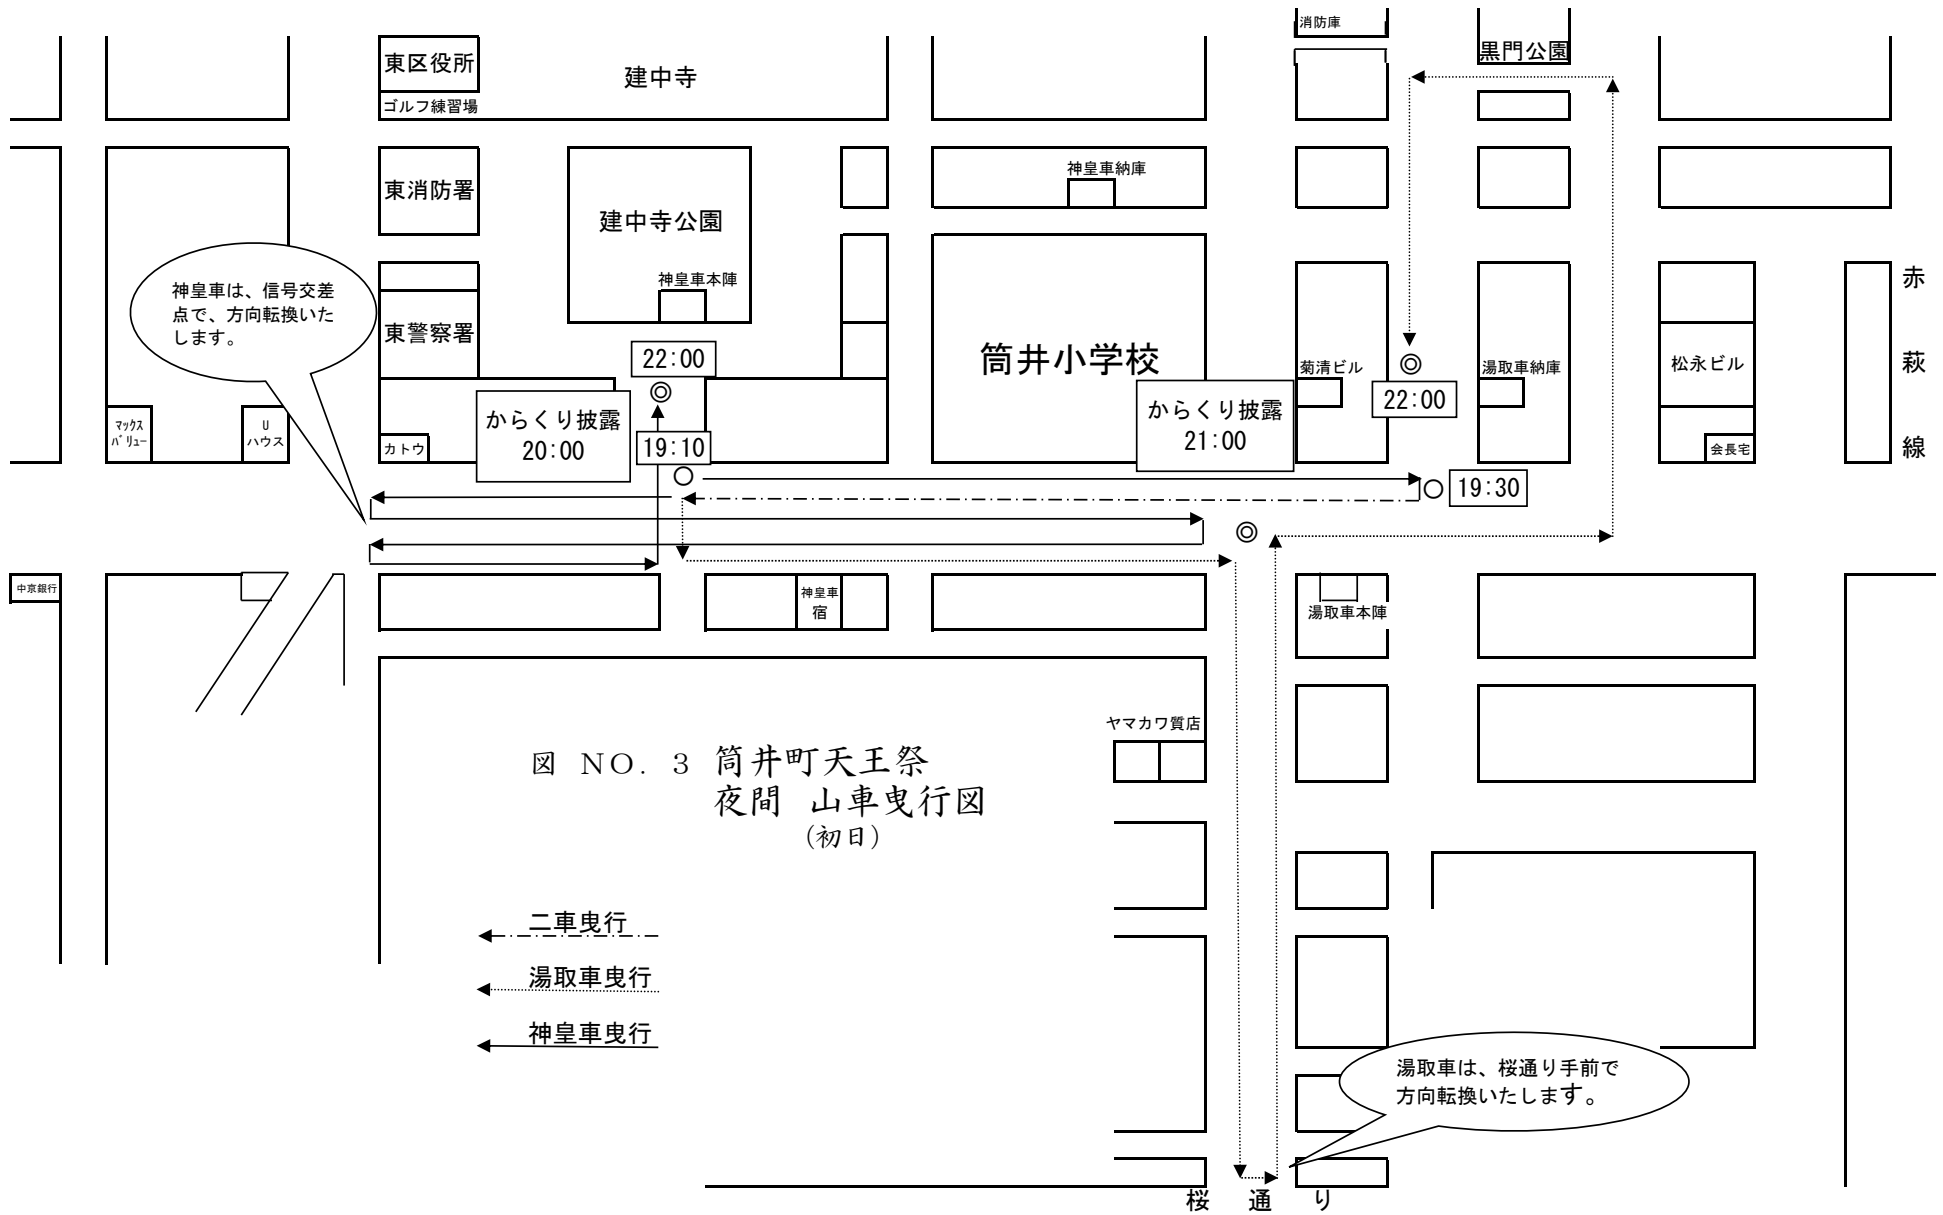 消防庫
黒門公園
東区役所
建中寺
ゴルフ練習場
神皇車納庫
東消防署
建中寺公園
神皇車本陣
神皇車は、信号交差
点で、方向転換いた
します。
東警察署
22:00
筒井小学校
菊清ビル
湯取車納庫
松永ビル
赤
萩
線
22:00
からくり披露
20:00
19:10
からくり披露
21:00
マックス
バリュー
U
ハウス
カトウ
会長宅
19:30
中京銀行
神皇車
宿
湯取車本陣
ヤマカワ質店
図 NO. 3 筒井町天王祭
夜間 山車曳行図
(初日)
二車曳行
湯取車曳行
神皇車曳行
湯取車は、桜通り手前で
方向転換いたします。
桜 通 り